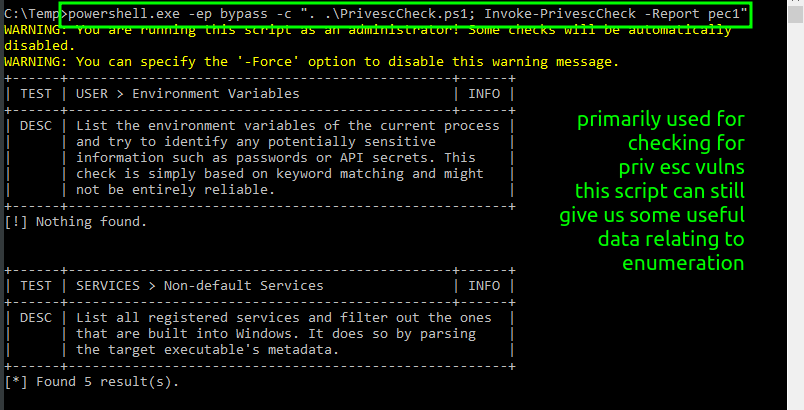 C:\Temp>powershell.exe -ep bypass -c ". .\PrivescCheck.ps1; Invoke-PrivescCheck -Report pec1"
WARNING: You are running this script as an administrator! Some checks will be automatically
disabled.
WARNING: You can specify the '-Force' option to disable this warning message.
+------+------------------------------------------------+------+
| TEST | USER > Environment Variables                   | INFO |
+------+------------------------------------------------+------+
| DESC | List the environment variables of the current process |
|      | and try to identify any potentially sensitive         |
|      | information such as passwords or API secrets. This    |
|      | check is simply based on keyword matching and might   |
|      | not be entirely reliable.                             |
+------+-------------------------------------------------------+
[!] Nothing found.
+------+------------------------------------------------+------+
| TEST | SERVICES > Non-default Services                | INFO |
+------+------------------------------------------------+------+
| DESC | List all registered services and filter out the ones  |
|      | that are built into Windows. It does so by parsing    |
|      | the target executable's metadata.                     |
+------+-------------------------------------------------------+
[*] Found 5 result(s).
primarily used for
checking for
priv esc vulns
this script can still
give us some useful
data relating to
enumeration